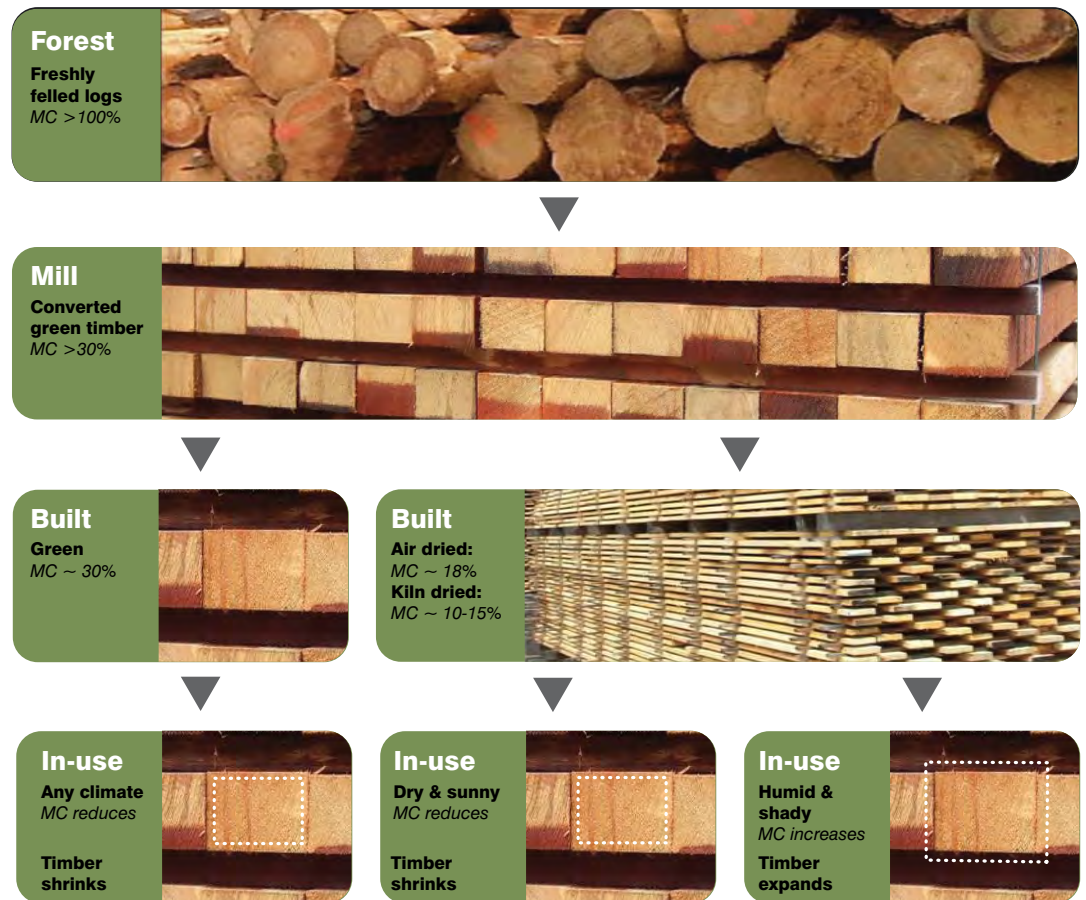 Forest
Freshly
felled logs
MC >100%
Mill
Converted
green timber
MC >30%
Built
Green
MC ~ 30%
Built
Air dried:
MC ~ 18%
Kiln dried:
MC ~ 10-15%
In-use
Any climate
MC reduces
Timber
shrinks
In-use
Dry & sunny
MC reduces
Timber
shrinks
In-use
Humid &
shady
MC increases
Timber
expands